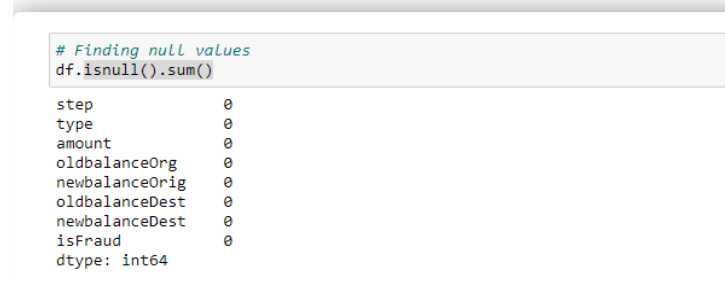 # Finding null values
df.isnull().sum()
step 0
type 0
amount 0
oldbalanceOrg 0
newbalanceOrig 0
oldbalanceDest 0
newbalanceDest 0
isFraud 0
dtype: int64